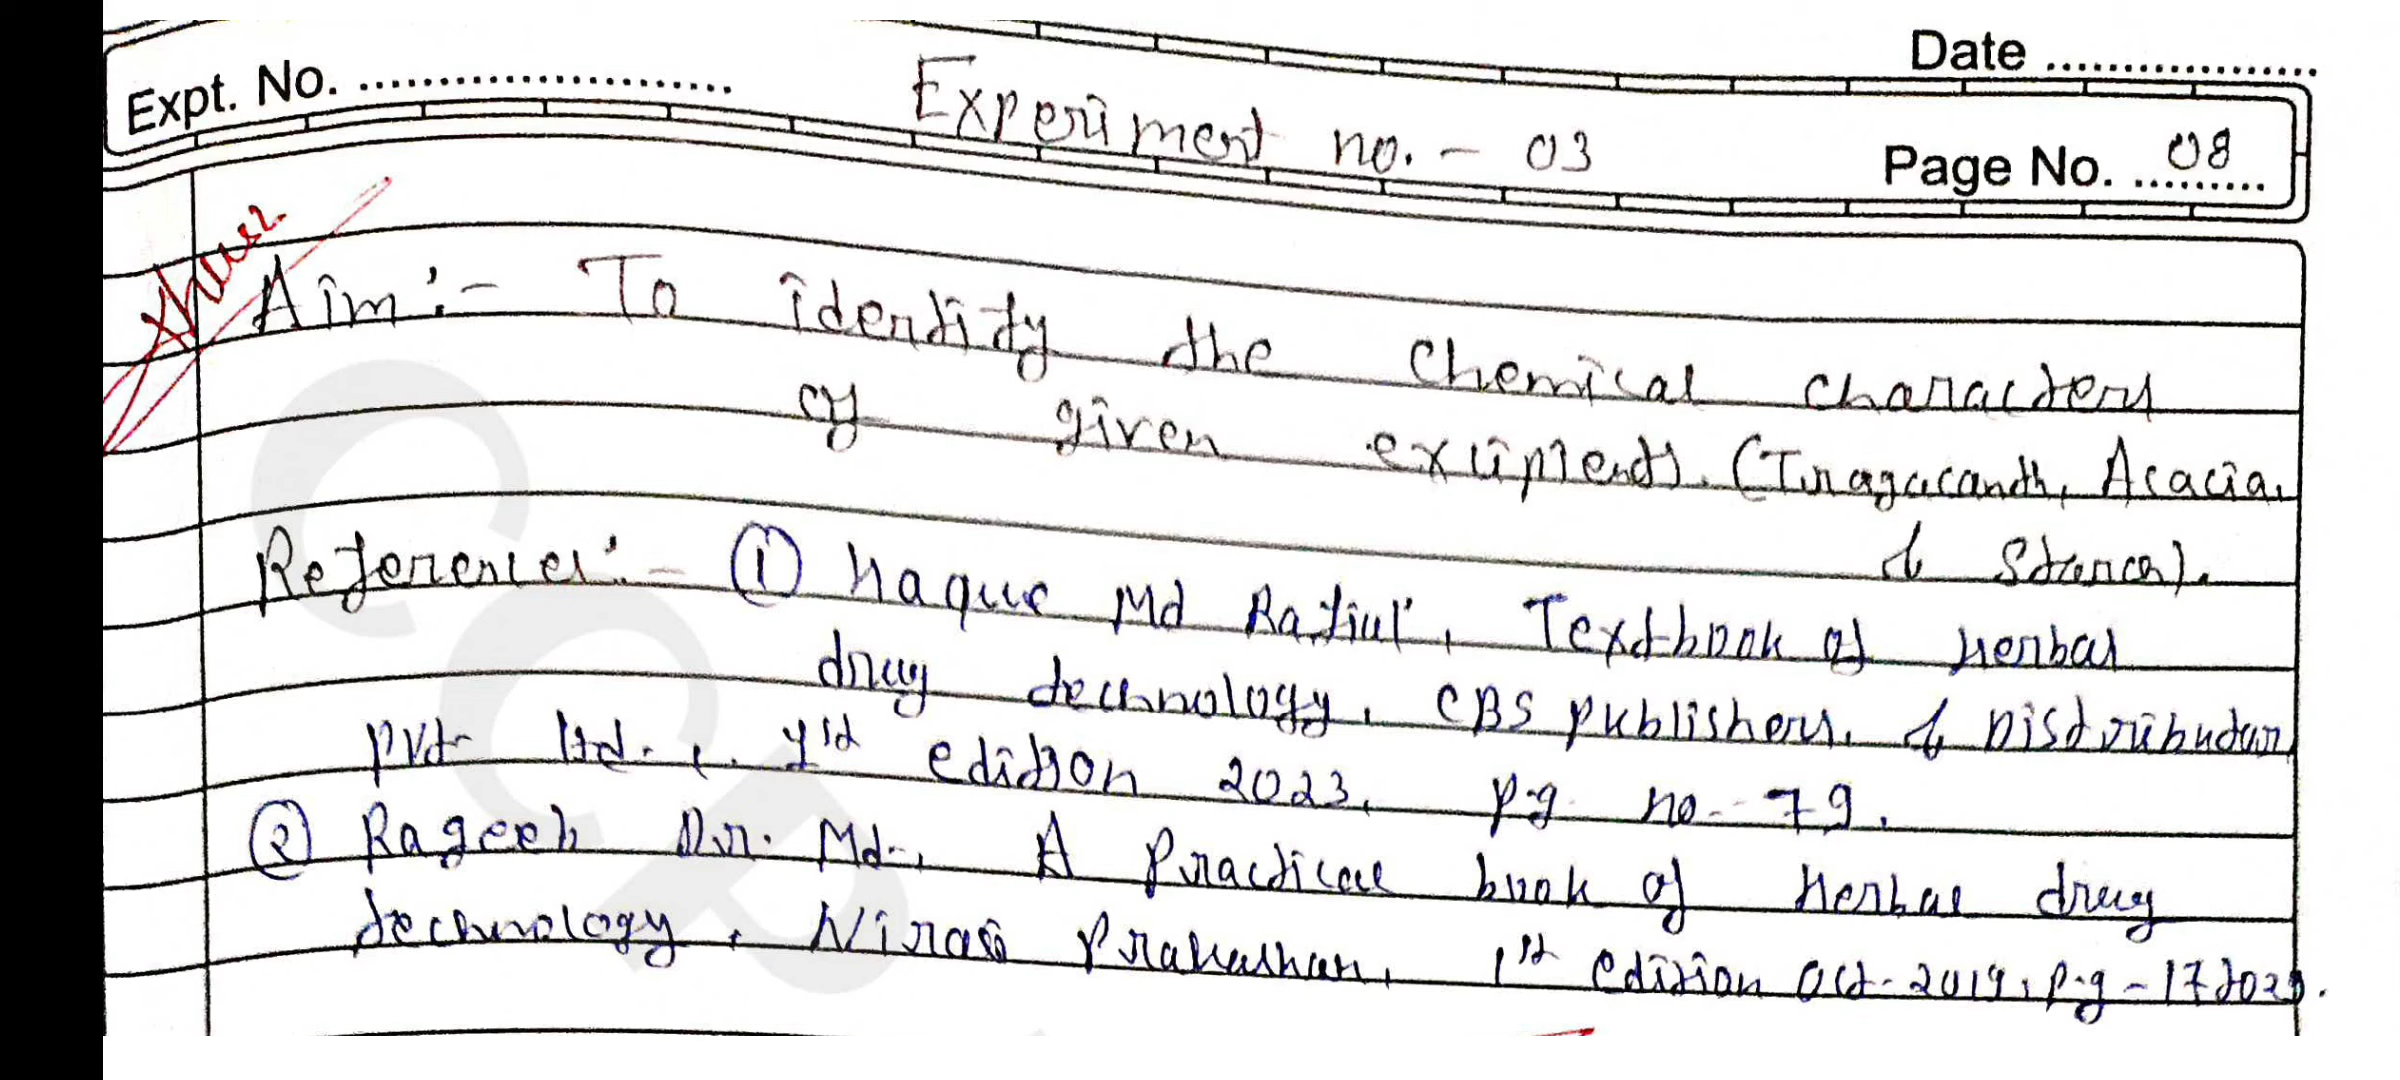 Expt. No. ........................
Date ..................
Experiment no. - 03
Page No. 08
Aim :- To identify the chemical characters
of given excipients. (Tragacanth, Acacia,
& Starch).
References :- ① Haque Md Rafiul, Textbook of Herbal
drug technology, CBS publishers, & Distributors
pvt ltd., 1st edition 2023, pg no - 79.
② Rageeb Dr. Md., A Practical book of Herbal drug
technology, Nirali Prakashan, 1st edition Oct-2019, p.g - 17 to
CCP